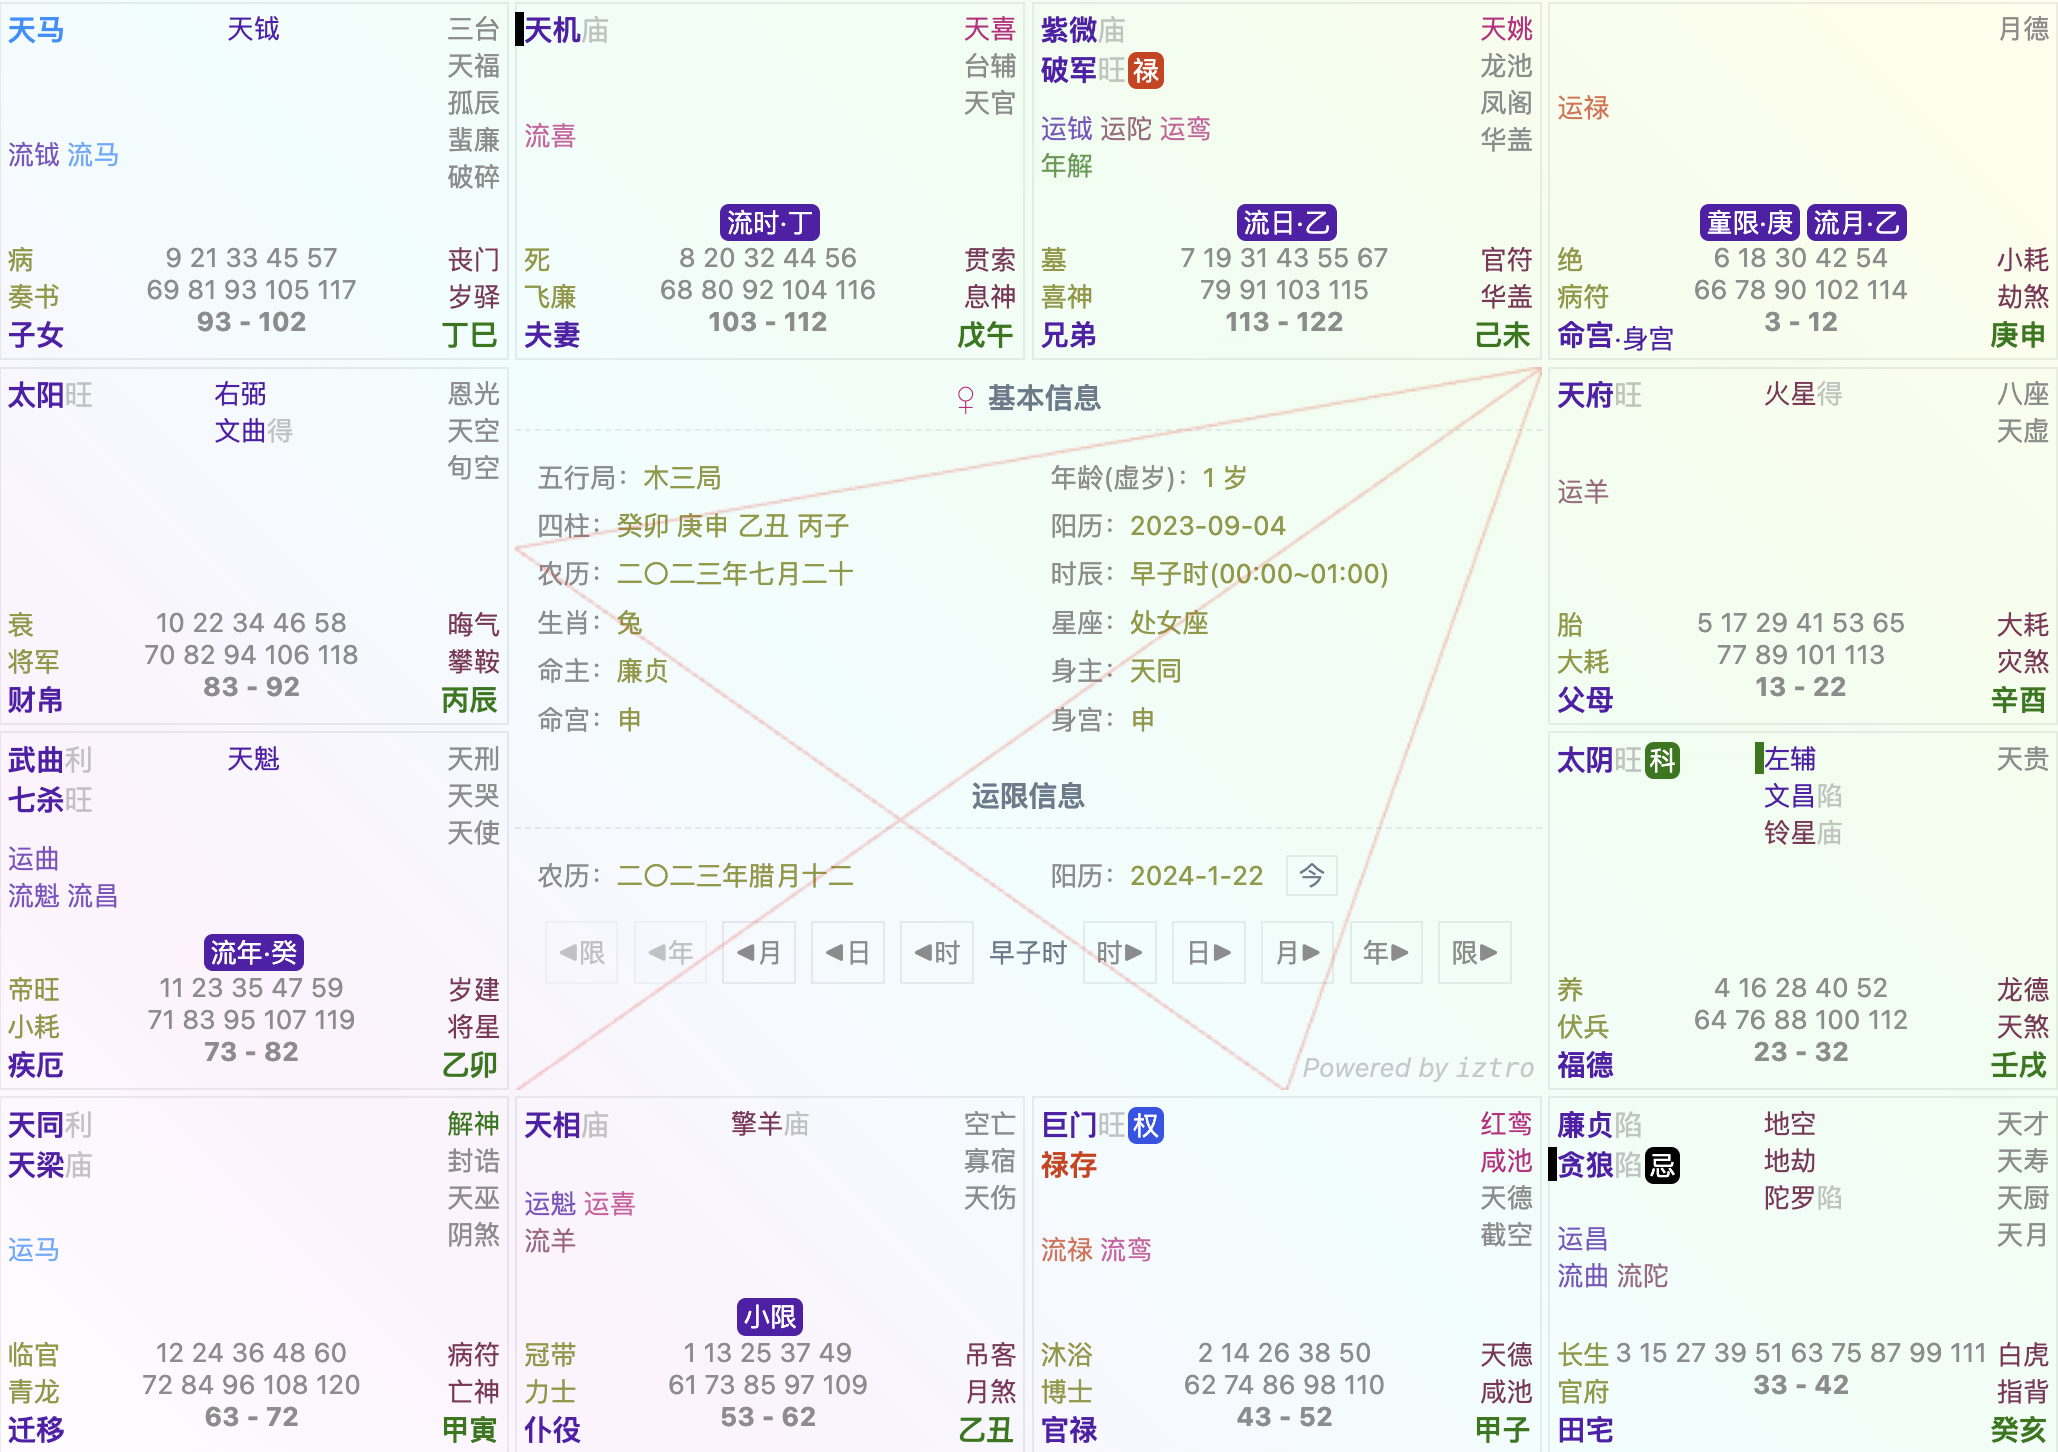 天马
天钺
三台
天福
孤辰
蜚廉
破碎
流钺 流马
病
奏书
子女
9 21 33 45 57
69 81 93 105 117
93 - 102
丧门
岁驿
丁巳
天机庙
天喜
台辅
天官
流喜
流时·丁
死
飞廉
夫妻
8 20 32 44 56
68 80 92 104 116
103 - 112
贯索
息神
戊午
紫微庙
破军旺禄
天姚
龙池
凤阁
华盖
运钺 运陀 运鸾
年解
流日·乙
墓
喜神
兄弟
7 19 31 43 55 67
79 91 103 115
113 - 122
官符
华盖
己未
月德
运禄
童限·庚 流月·乙
绝
病符
命宫·身宫
6 18 30 42 54
66 78 90 102 114
3 - 12
小耗
劫煞
庚申
太阳旺
右弼
文曲得
恩光
天空
旬空
衰
将军
财帛
10 22 34 46 58
70 82 94 106 118
83 - 92
晦气
攀鞍
丙辰
♀ 基本信息
五行局：木三局
年龄(虚岁)：1 岁
四柱：癸卯 庚申 乙丑 丙子
阳历：2023-09-04
农历：二〇二三年七月二十
时辰：早子时(00:00~01:00)
生肖：兔
星座：处女座
命主：廉贞
身主：天同
命宫：申
身宫：申
运限信息
农历：二〇二三年腊月十二
阳历：2024-1-22 今
◀限 ◀年 ◀月 ◀日 ◀时 早子时 时▶ 日▶ 月▶ 年▶ 限▶
Powered by iztro
天府旺
火星得
八座
天虚
运羊
胎
大耗
父母
5 17 29 41 53 65
77 89 101 113
13 - 22
大耗
灾煞
辛酉
武曲利
七杀旺
天魁
天刑
天哭
天使
运曲
流魁 流昌
流年·癸
帝旺
小耗
疾厄
11 23 35 47 59
71 83 95 107 119
73 - 82
岁建
将星
乙卯
太阴旺科
左辅
文昌陷
铃星庙
天贵
养
伏兵
福德
4 16 28 40 52
64 76 88 100 112
23 - 32
龙德
天煞
壬戌
天同利
天梁庙
解神
封诰
天巫
阴煞
运马
临官
青龙
迁移
12 24 36 48 60
72 84 96 108 120
63 - 72
病符
亡神
甲寅
天相庙
擎羊庙
空亡
寡宿
天伤
运魁 运喜
流羊
小限
冠带
力士
仆役
1 13 25 37 49
61 73 85 97 109
53 - 62
吊客
月煞
乙丑
巨门旺权
禄存
红鸾
咸池
天德
截空
流禄 流鸾
沐浴
博士
官禄
2 14 26 38 50
62 74 86 98 110
43 - 52
天德
咸池
甲子
廉贞陷
贪狼陷忌
地空
地劫
陀罗陷
天才
天寿
天厨
天月
运昌
流曲 流陀
长生
官府
田宅
3 15 27 39 51 63 75 87 99 111
33 - 42
白虎
指背
癸亥